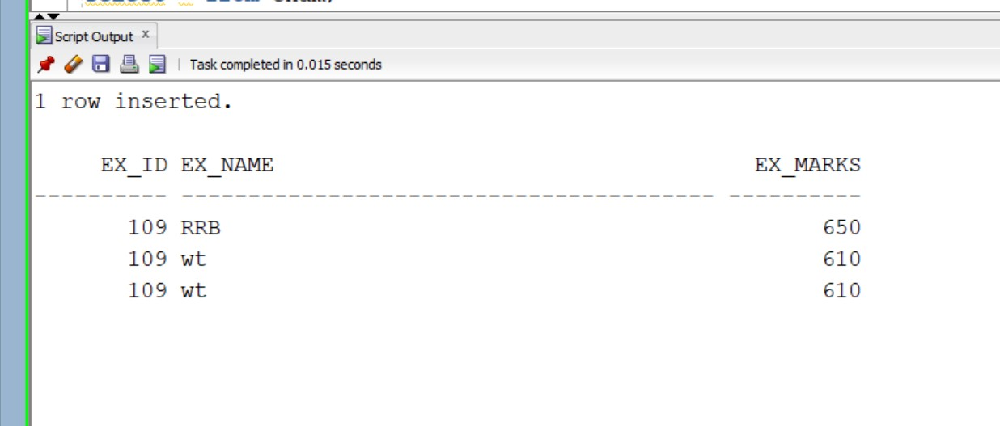 Script Output x
Task completed in 0.015 seconds
1 row inserted.
EX_ID EX_NAME EX_MARKS
---------- ---------------------------------------- ----------
109 RRB 650
109 wt 610
109 wt 610